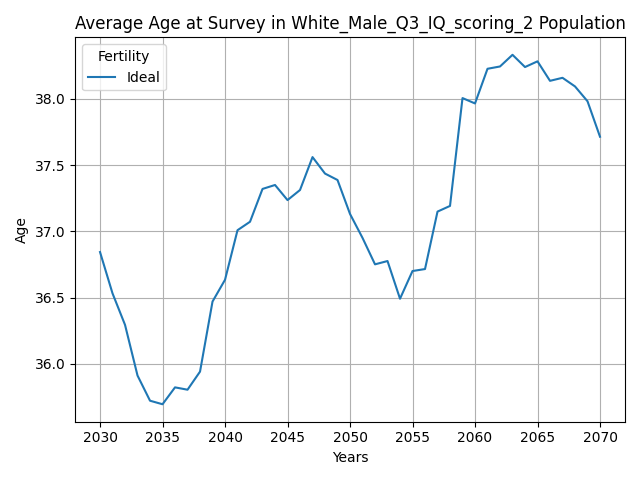 Average Age at Survey in White_Male_Q3_IQ_scoring_2 Population
Fertility
Ideal
Age
38.0
37.5
37.0
36.5
36.0
2030 2035 2040 2045 2050 2055 2060 2065 2070
Years